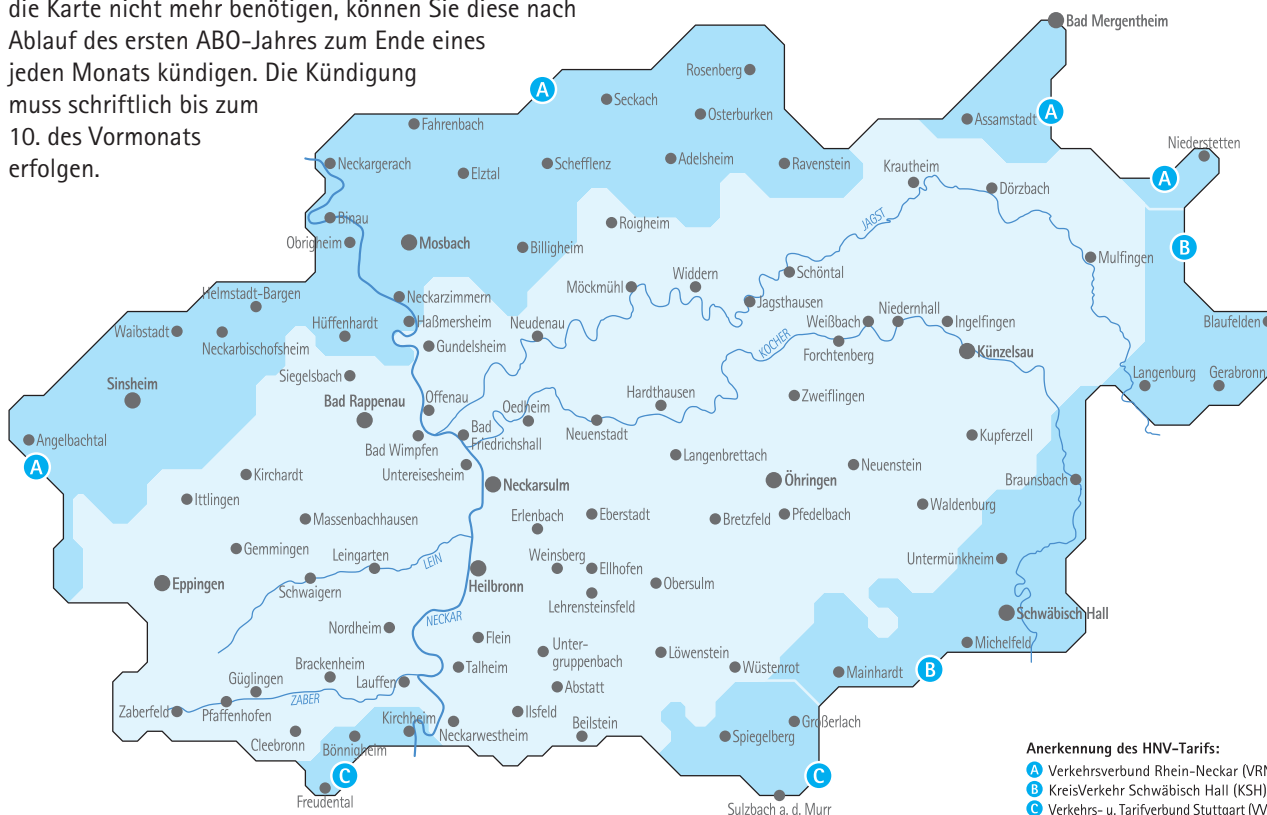 die Karte nicht mehr benötigen, können Sie diese nach
Ablauf des ersten ABO-Jahres zum Ende eines
jeden Monats kündigen. Die Kündigung
muss schriftlich bis zum
10. des Vormonats
erfolgen.
Bad Mergentheim
Rosenberg
A
Seckach
Osterburken
A
Assamstadt
Fahrenbach
Niederstetten
Neckargerach
Elztal
Schefflenz
Adelsheim
Ravenstein
Krautheim
A
Dörzbach
Binau
Roigheim
JAGST
Obrigheim
Mosbach
Billigheim
B
Mulfingen
Schöntal
Widdern
Möckmühl
Helmstadt-Bargen
Neckarzimmern
Jagsthausen
Waibstadt
Neckarbischofsheim
Hüffenhardt
Haßmersheim
Neudenau
Weißbach
Niedernhall
Ingelfingen
Blaufelden
Gundelsheim
KOCHER
Forchtenberg
Künzelsau
Siegelsbach
Sinsheim
Langenburg
Gerabronn
Bad Rappenau
Offenau
Oedheim
Hardthausen
Zweiflingen
Neuenstadt
Angelbachtal
Bad Wimpfen
Bad
Friedrichshall
Kupferzell
A
Kirchardt
Untereisesheim
Langenbrettach
Neuenstein
Öhringen
Braunsbach
Neckarsulm
Ittlingen
Waldenburg
Massenbachhausen
Erlenbach
Eberstadt
Bretzfeld
Pfedelbach
Gemmingen
Leingarten
LEIN
Weinsberg
Ellhofen
Untermünkheim
Eppingen
Schwaigern
Heilbronn
Obersulm
Lehrensteinsfeld
NECKAR
Schwäbisch Hall
Nordheim
Flein
Michelfeld
Unter-
gruppenbach
Löwenstein
Talheim
Wüstenrot
Mainhardt
B
Brackenheim
Güglingen
Lauffen
Abstatt
ZABER
Zaberfeld
Pfaffenhofen
Ilsfeld
Kirchheim
Neckarwestheim
Beilstein
Großerlach
Cleebronn
Bönnigheim
Spiegelberg
C
C
Freudental
Sulzbach a. d. Murr
Anerkennung des HNV-Tarifs:
A Verkehrsverbund Rhein-Neckar (VRN
B KreisVerkehr Schwäbisch Hall (KSH)
C Verkehrs- u. Tarifverbund Stuttgart (VV